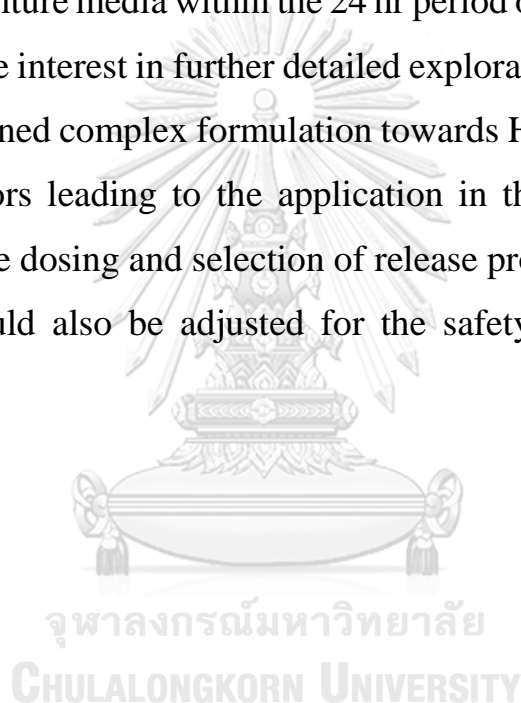 lture media within the 24 hr period o
e interest in further detailed explora
ned complex formulation towards H
ors leading to the application in th
e dosing and selection of release pro
uld also be adjusted for the safety
จุฬาลงกรณ์มหาวิทยาลัย
CHULALONGKORN UNIVERSITY